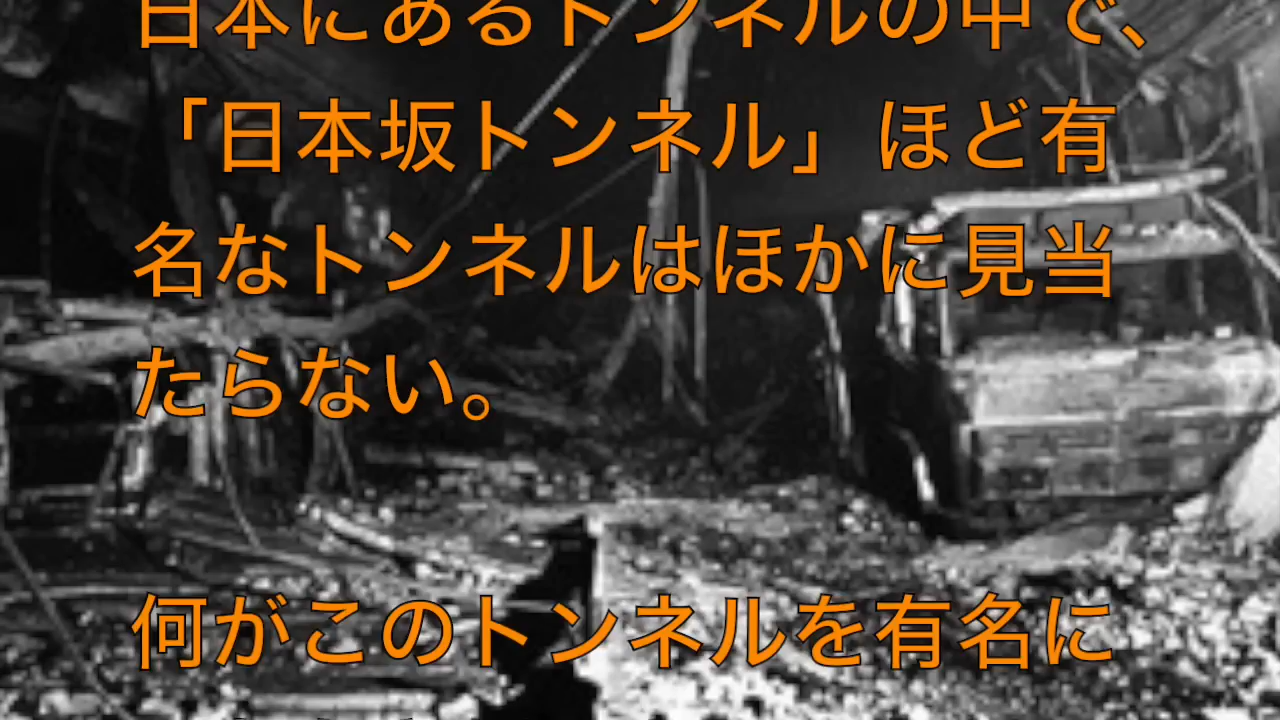 日本にあるトンネルの中で、
「日本坂トンネル」ほど有
名なトンネルはほかに見当
たらない。
何がこのトンネルを有名に